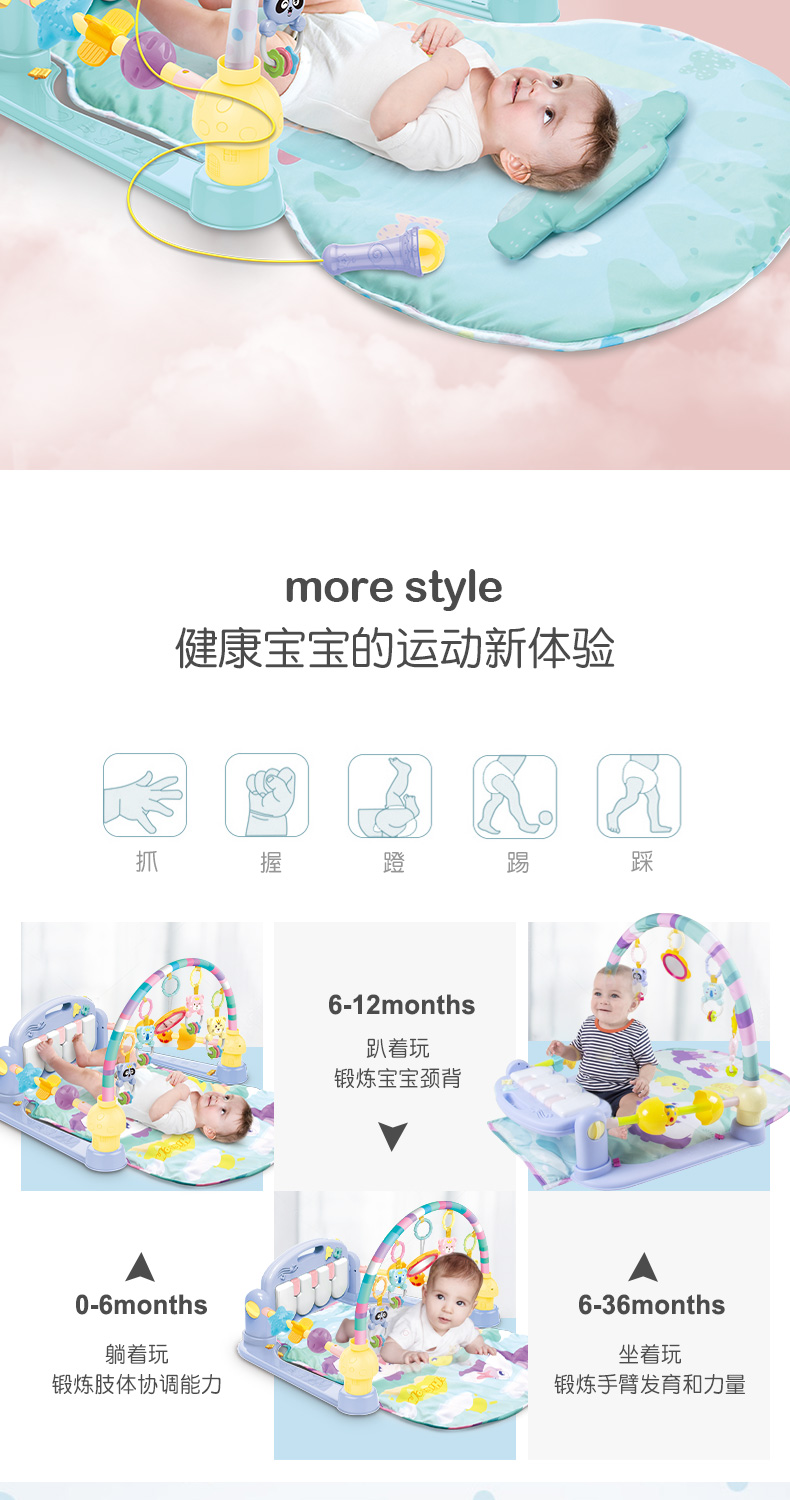 more style
健康宝宝的运动新体验
抓 握 蹬 踢 踩
6-12months
趴着玩
锻炼宝宝颈背
0-6months
躺着玩
锻炼肢体协调能力
6-36months
坐着玩
锻炼手臂发育和力量